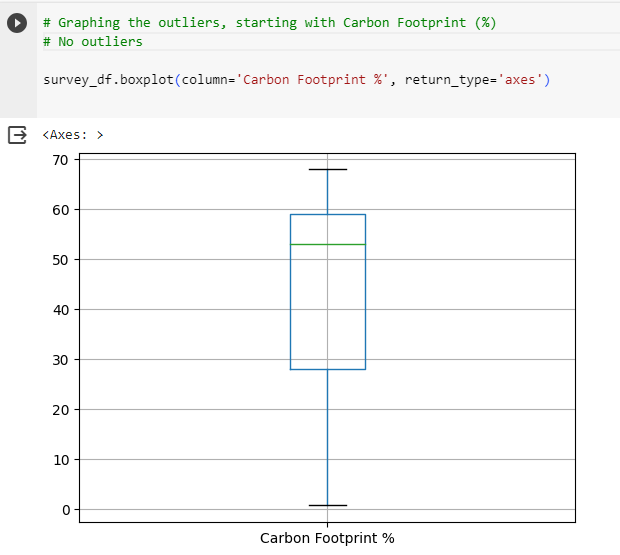 # Graphing the outliers, starting with Carbon Footprint (%)
# No outliers
survey_df.boxplot(column='Carbon Footprint %', return_type='axes')
<Axes: >
70
60
50
40
30
20
10
0
Carbon Footprint %